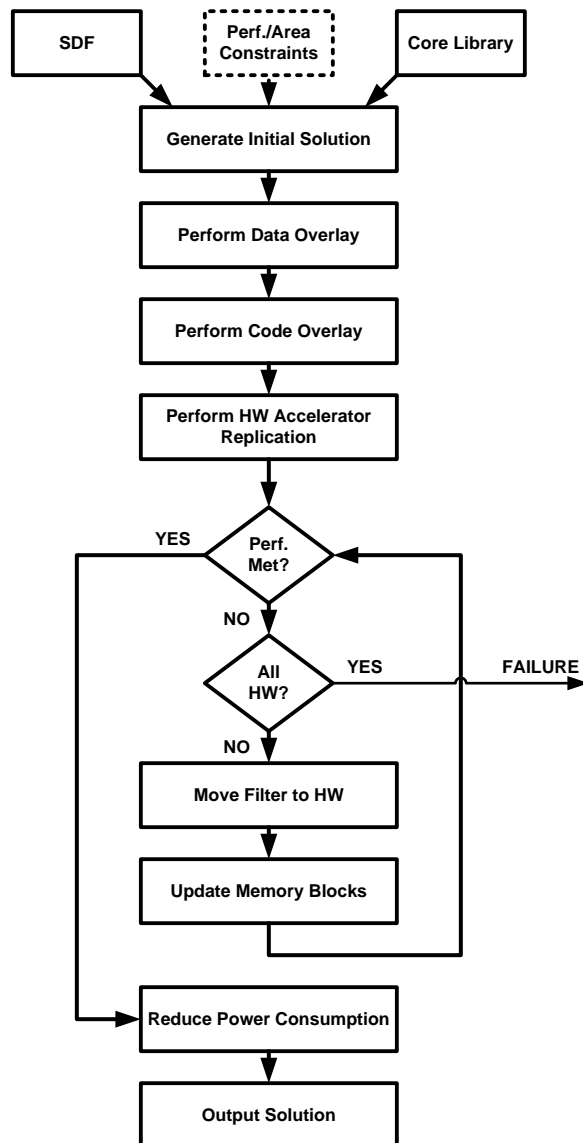 SDF
Perf./Area
Constraints
Core Library
Generate Initial Solution
Perform Data Overlay
Perform Code Overlay
Perform HW Accelerator
Replication
YES
Perf.
Met?
NO
All
HW?
YES
FAILURE
NO
Move Filter to HW
Update Memory Blocks
Reduce Power Consumption
Output Solution